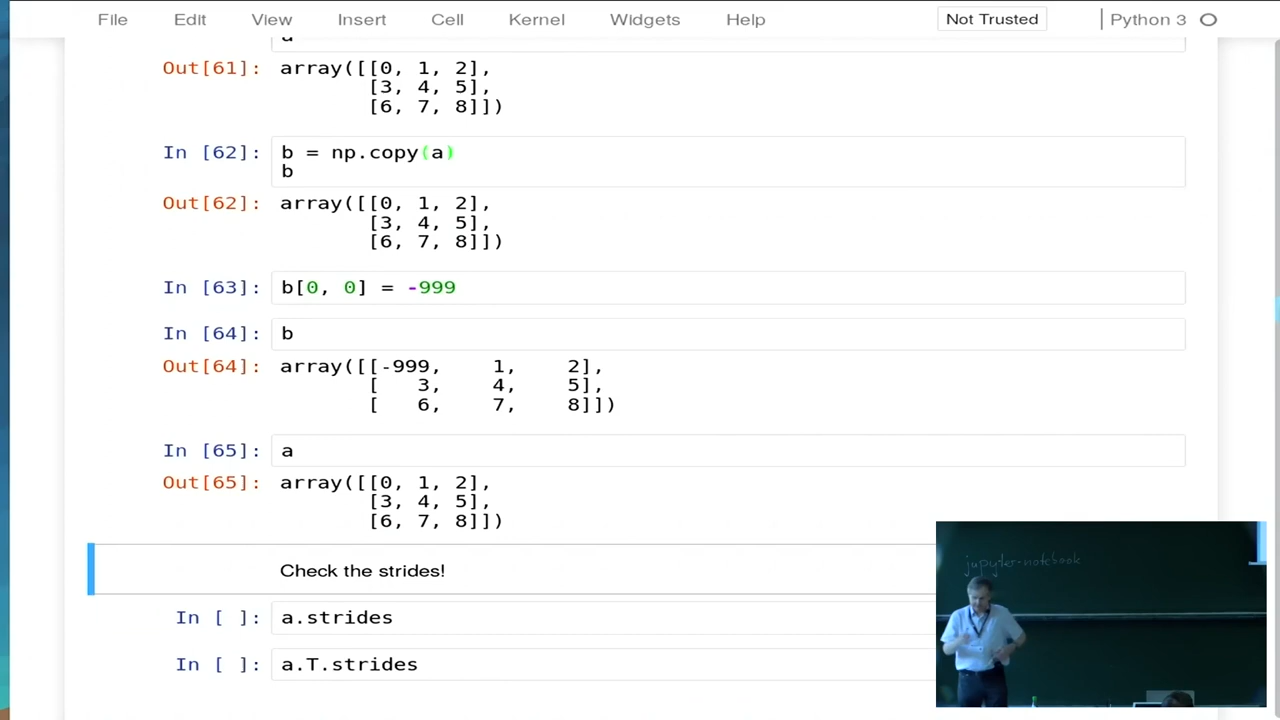 File Edit View Insert Cell Kernel Widgets Help Not Trusted Python 3
a
Out[61]: array([[0, 1, 2],
[3, 4, 5],
[6, 7, 8]])
In [62]: b = np.copy(a)
b
Out[62]: array([[0, 1, 2],
[3, 4, 5],
[6, 7, 8]])
In [63]: b[0, 0] = -999
In [64]: b
Out[64]: array([[-999, 1, 2],
[ 3, 4, 5],
[ 6, 7, 8]])
In [65]: a
Out[65]: array([[0, 1, 2],
[3, 4, 5],
[6, 7, 8]])
Check the strides!
In [ ]: a.strides
In [ ]: a.T.strides
jupyter-notebook